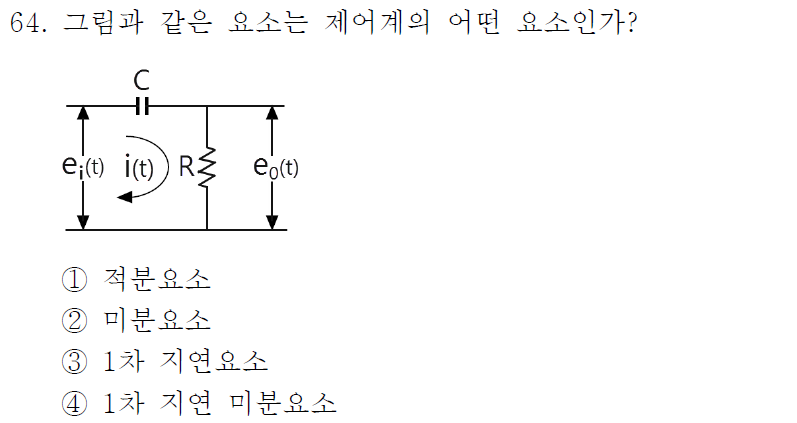 64. 그림과 같은 요소는 제어계의 어떤 요소인가?
C
eᵢ(t) i(t) R e₀(t)
① 적분요소
② 미분요소
③ 1차 지연요소
④ 1차 지연 미분요소